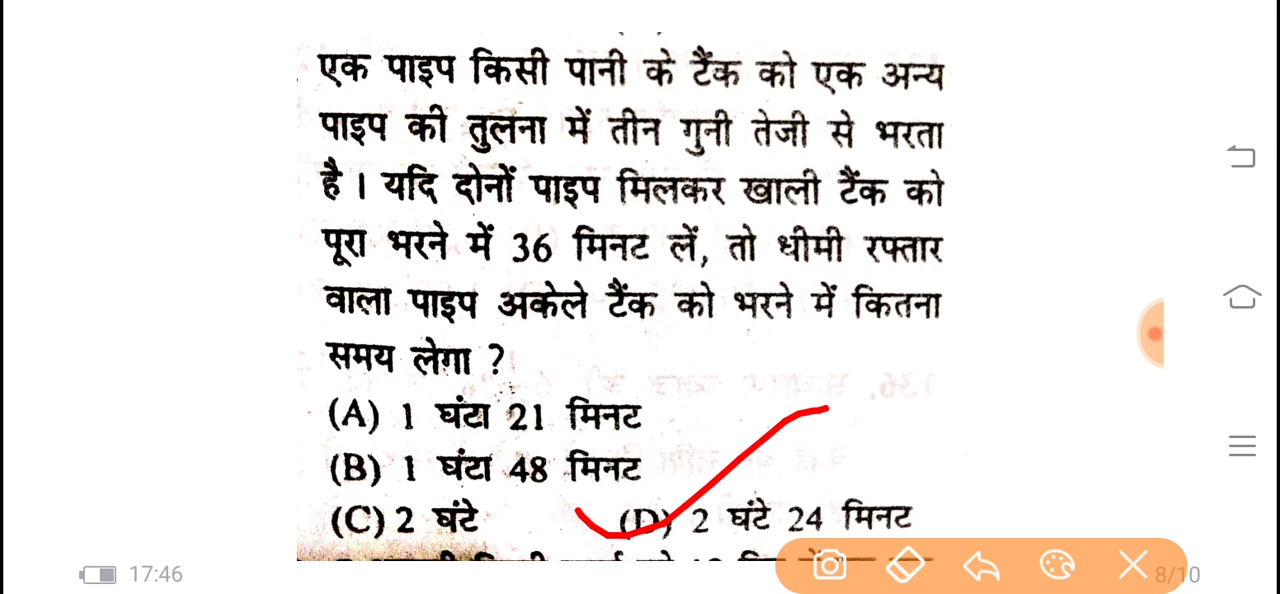 एक पाइप किसी पानी के टैंक को एक अन्य
पाइप की तुलना में तीन गुनी तेजी से भरता
है । यदि दोनों पाइप मिलकर खाली टैंक को
पूरा भरने में 36 मिनट लें, तो धीमी रफ्तार
वाला पाइप अकेले टैंक को भरने में कितना
समय लेगा ?
(A) 1 घंटा 21 मिनट
(B) 1 घंटा 48 मिनट
(C) 2 घंटे (D) 2 घंटे 24 मिनट
17:46
8/10